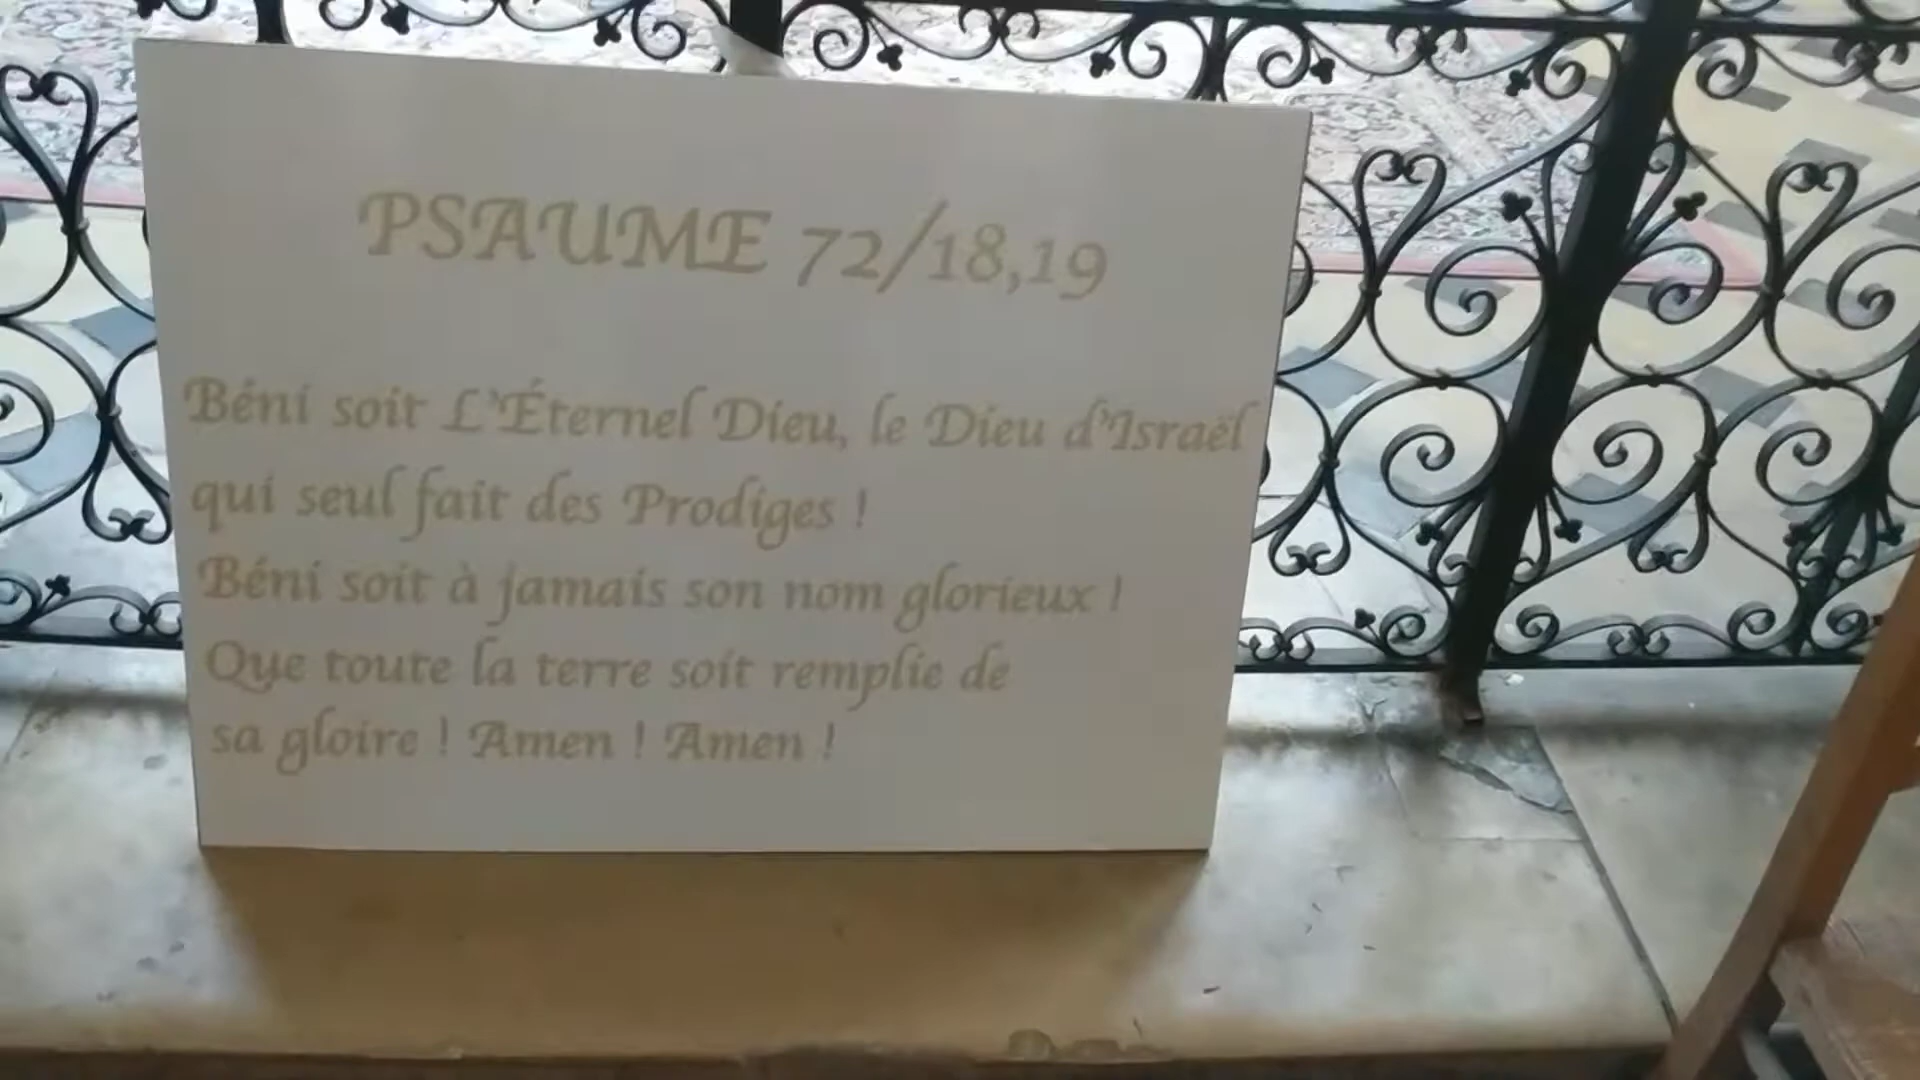 PSAUME 72/18,19
Béni soit L'Éternel Dieu, le Dieu d'Israël
qui seul fait des Prodiges !
Béni soit à jamais son nom glorieux !
Que toute la terre soit remplie de
sa gloire ! Amen ! Amen !